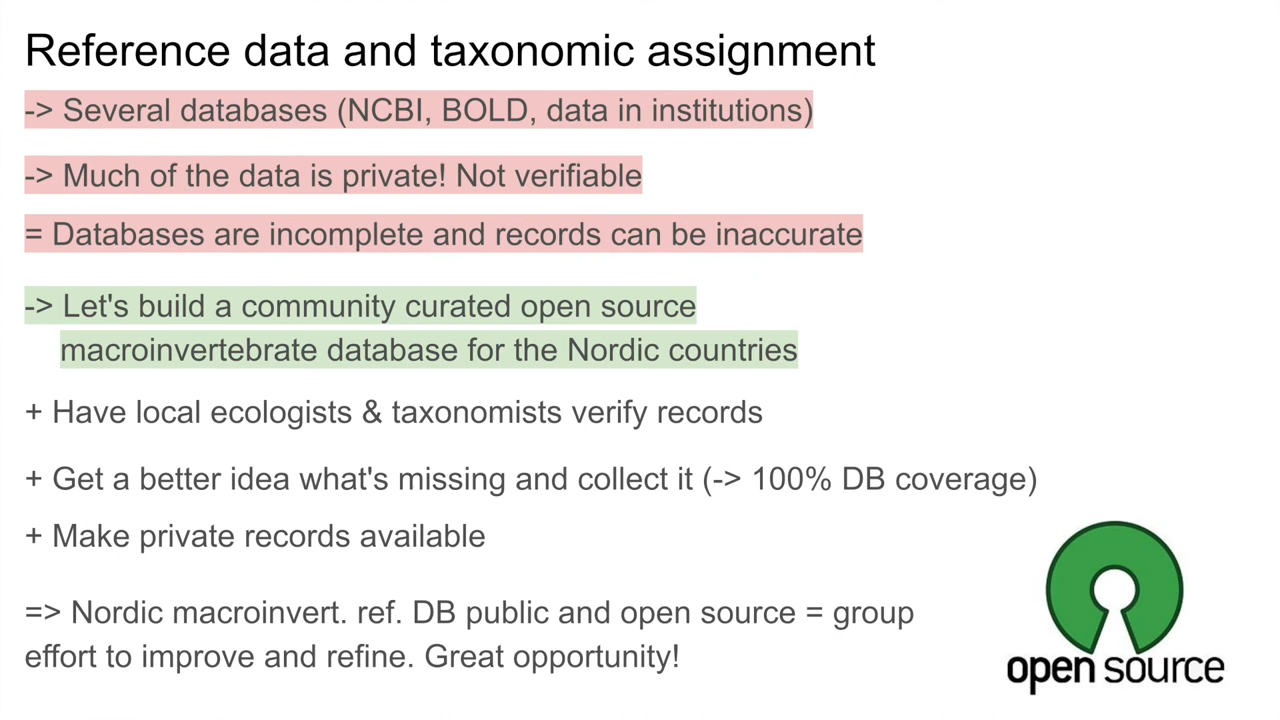 Reference data and taxonomic assignment
-> Several databases (NCBI, BOLD, data in institutions)
-> Much of the data is private! Not verifiable
= Databases are incomplete and records can be inaccurate
-> Let's build a community curated open source
macroinvertebrate database for the Nordic countries
+ Have local ecologists & taxonomists verify records
+ Get a better idea what's missing and collect it (-> 100% DB coverage)
+ Make private records available
=> Nordic macroinvert. ref. DB public and open source = group
effort to improve and refine. Great opportunity!
open source